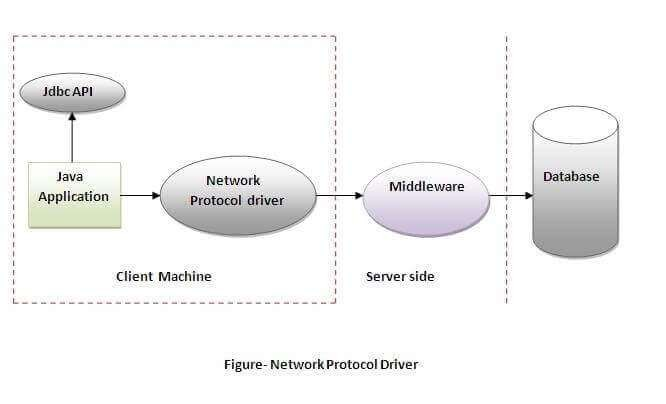 Jdbc API
Java
Application
Network
Protocol driver
Middleware
Database
Client Machine
Server side
Figure- Network Protocol Driver